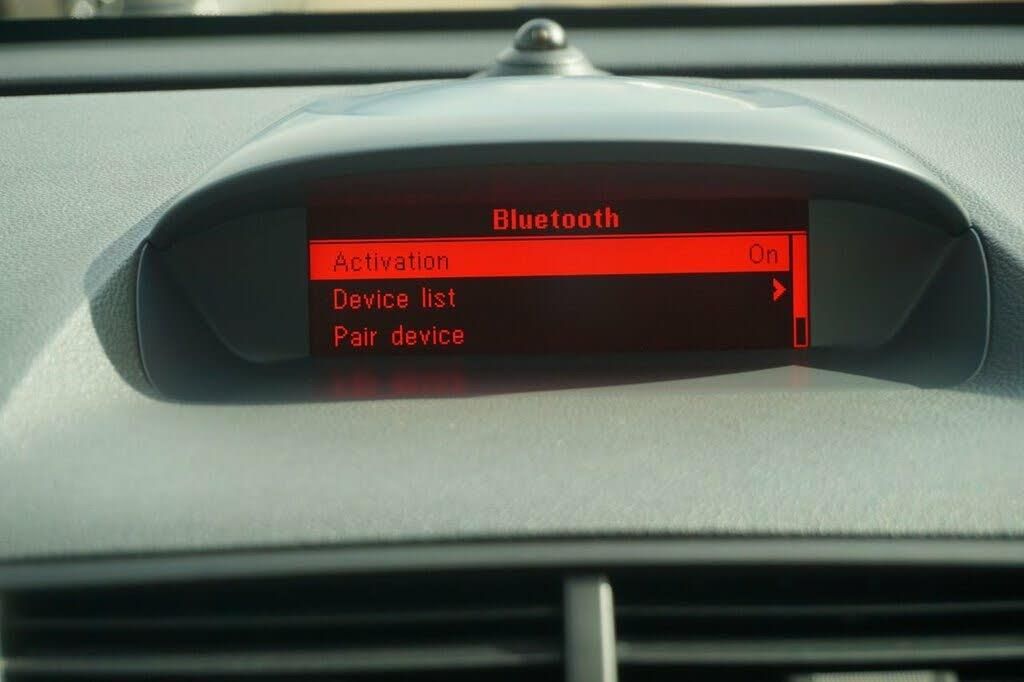 Bluetooth
Activation On
Device list
Pair device